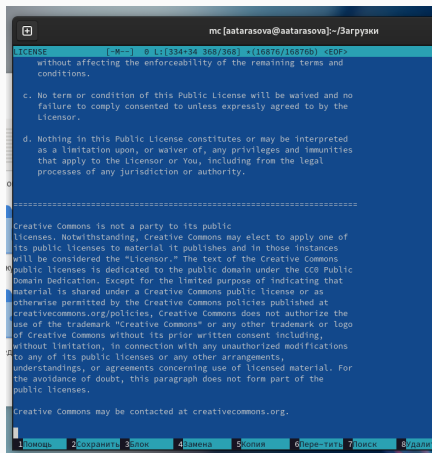 mc [aatarasova@aatarasova]:~/Загрузки
LICENSE [-M--] 0 L:[334+34 368/368] *(16876/16876b) <EOF>
without affecting the enforceability of the remaining terms and
conditions.
c. No term or condition of this Public License will be waived and no
failure to comply consented to unless expressly agreed to by the
Licensor.
d. Nothing in this Public License constitutes or may be interpreted
as a limitation upon, or waiver of, any privileges and immunities
that apply to the Licensor or You, including from the legal
processes of any jurisdiction or authority.
=======================================================================
Creative Commons is not a party to its public
licenses. Notwithstanding, Creative Commons may elect to apply one of
its public licenses to material it publishes and in those instances
will be considered the "Licensor." The text of the Creative Commons
public licenses is dedicated to the public domain under the CC0 Public
Domain Dedication. Except for the limited purpose of indicating that
material is shared under a Creative Commons public license or as
otherwise permitted by the Creative Commons policies published at
creativecommons.org/policies, Creative Commons does not authorize the
use of the trademark "Creative Commons" or any other trademark or logo
of Creative Commons without its prior written consent including,
without limitation, in connection with any unauthorized modifications
to any of its public licenses or any other arrangements,
understandings, or agreements concerning use of licensed material. For
the avoidance of doubt, this paragraph does not form part of the
public licenses.
Creative Commons may be contacted at creativecommons.org.
1Помощь 2Сохранить 3Блок 4Замена 5Копия 6Пере~тить 7Поиск 8Удалит